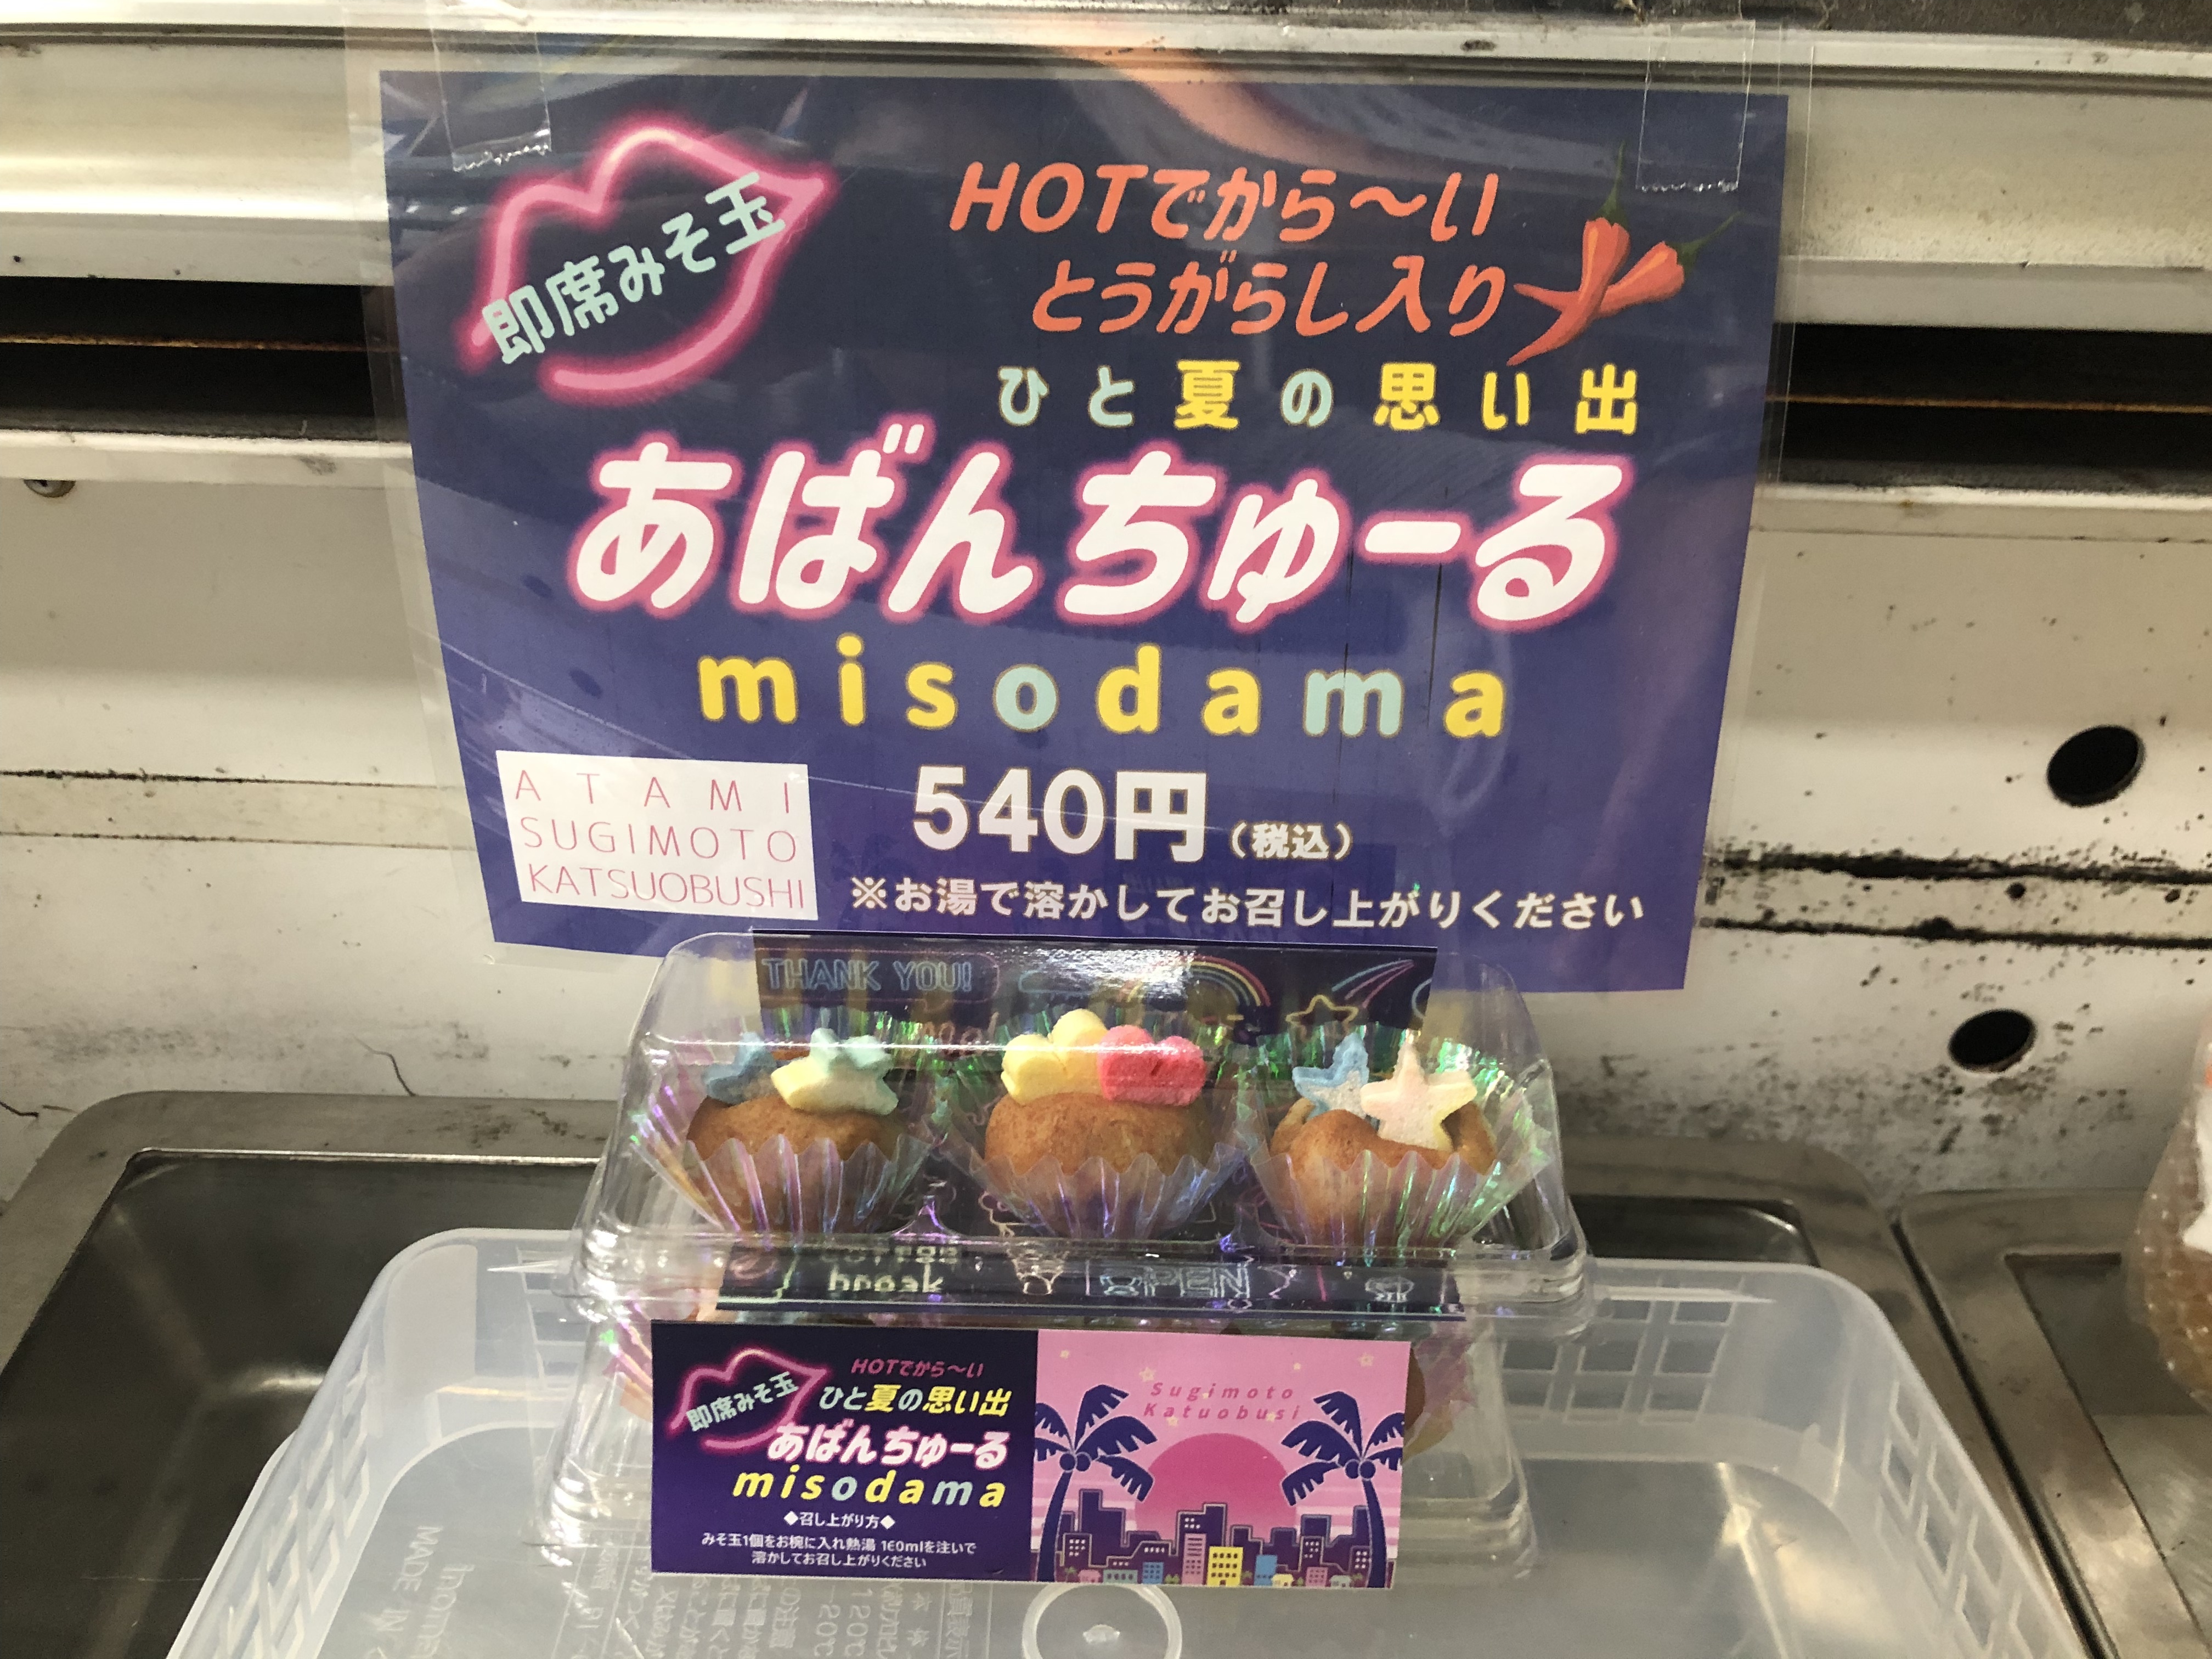 即席みそ玉
HOTでから〜い
とうがらし入り
ひと夏の思い出
あばんちゅーる
misodama
ATAMI
SUGIMOTO
KATSUOBUSHI
540円(税込)
※お湯で溶かしてお召し上がりください
THANK YOU!
break
OPEN
即席みそ玉
HOTでから〜い
ひと夏の思い出
あばんちゅーる
misodama
◆召し上がり方◆
みそ玉1個をお椀に入れ熱湯 160mlを注いで
溶かしてお召し上がりください
Sugimoto
Katuobusi
MADE IN
120℃